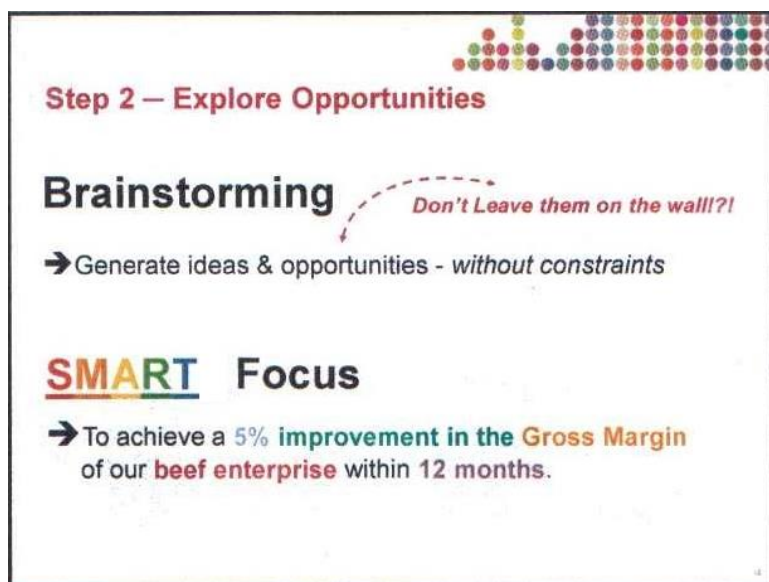 Step 2 – Explore Opportunities
Brainstorming
Don't Leave them on the wall!?!
➔ Generate ideas & opportunities - without constraints
SMART Focus
➔ To achieve a 5% improvement in the Gross Margin
of our beef enterprise within 12 months.